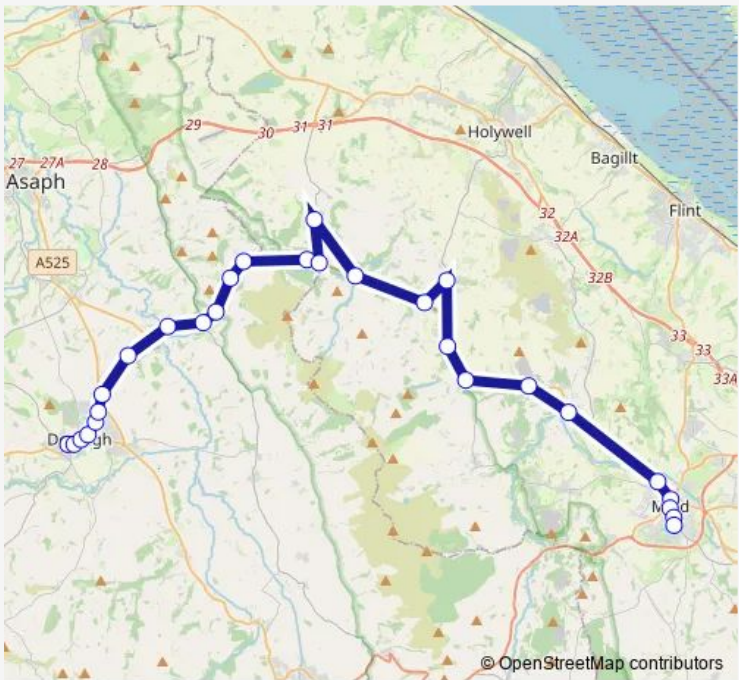 29
30
31
31
Holywell
27
27A
28
Bagillt
Asaph
32
Flint
32A
A525
32B
33
33
33A
D gh
M d
© OpenStreetMap contributors